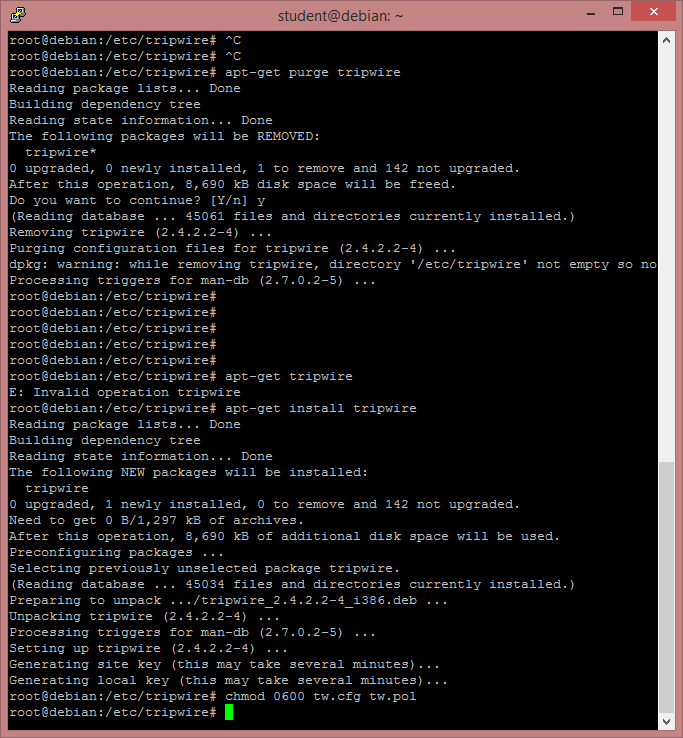 student@debian: ~
root@debian:/etc/tripwire# ^C
root@debian:/etc/tripwire# ^C
root@debian:/etc/tripwire# apt-get purge tripwire
Reading package lists... Done
Building dependency tree
Reading state information... Done
The following packages will be REMOVED:
  tripwire*
0 upgraded, 0 newly installed, 1 to remove and 142 not upgraded.
After this operation, 8,690 kB disk space will be freed.
Do you want to continue? [Y/n] y
(Reading database ... 45061 files and directories currently installed.)
Removing tripwire (2.4.2.2-4) ...
Purging configuration files for tripwire (2.4.2.2-4) ...
dpkg: warning: while removing tripwire, directory '/etc/tripwire' not empty so no
Processing triggers for man-db (2.7.0.2-5) ...
root@debian:/etc/tripwire#
root@debian:/etc/tripwire#
root@debian:/etc/tripwire#
root@debian:/etc/tripwire#
root@debian:/etc/tripwire#
root@debian:/etc/tripwire# apt-get tripwire
E: Invalid operation tripwire
root@debian:/etc/tripwire# apt-get install tripwire
Reading package lists... Done
Building dependency tree
Reading state information... Done
The following NEW packages will be installed:
  tripwire
0 upgraded, 1 newly installed, 0 to remove and 142 not upgraded.
Need to get 0 B/1,297 kB of archives.
After this operation, 8,690 kB of additional disk space will be used.
Preconfiguring packages ...
Selecting previously unselected package tripwire.
(Reading database ... 45034 files and directories currently installed.)
Preparing to unpack .../tripwire_2.4.2.2-4_i386.deb ...
Unpacking tripwire (2.4.2.2-4) ...
Processing triggers for man-db (2.7.0.2-5) ...
Setting up tripwire (2.4.2.2-4) ...
Generating site key (this may take several minutes)...
Generating local key (this may take several minutes)...
root@debian:/etc/tripwire# chmod 0600 tw.cfg tw.pol
root@debian:/etc/tripwire#